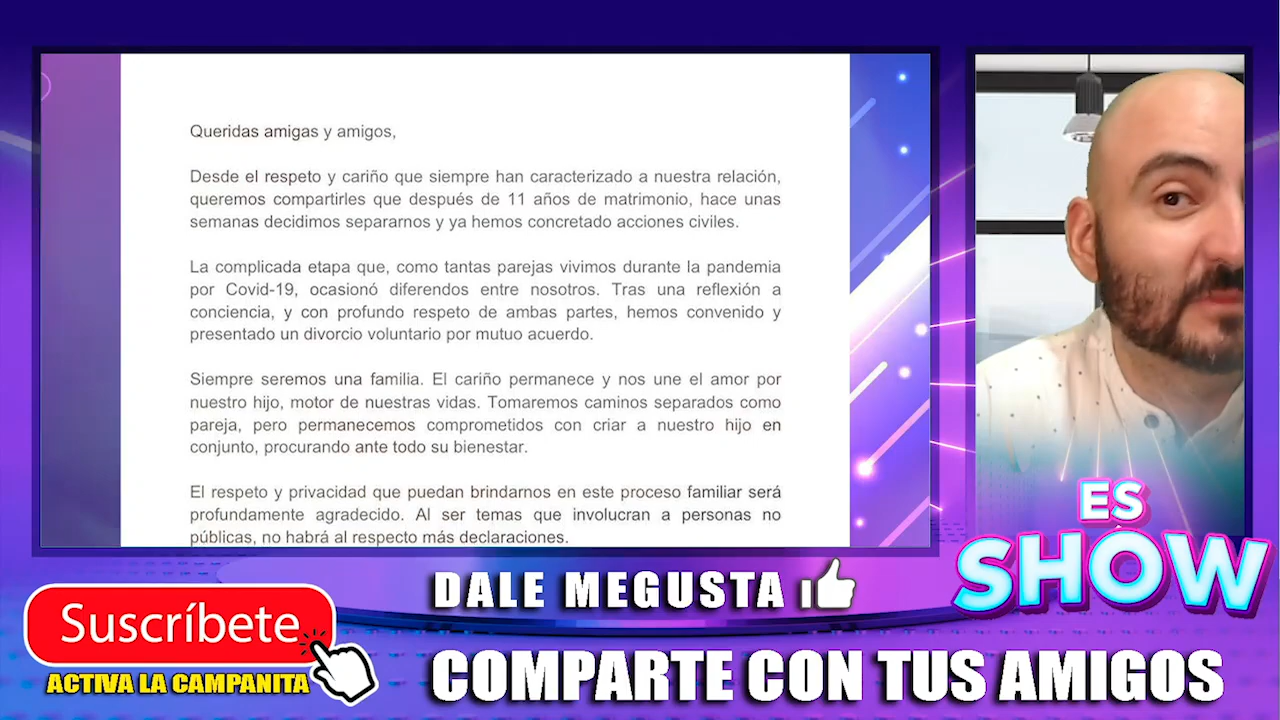 Queridas amigas y amigos,
Desde el respeto y cariño que siempre han caracterizado a nuestra relación,
queremos compartirles que después de 11 años de matrimonio, hace unas
semanas decidimos separarnos y ya hemos concretado acciones civiles.
La complicada etapa que, como tantas parejas vivimos durante la pandemia
por Covid-19, ocasionó diferendos entre nosotros. Tras una reflexión a
conciencia, y con profundo respeto de ambas partes, hemos convenido y
presentado un divorcio voluntario por mutuo acuerdo.
Siempre seremos una familia. El cariño permanece y nos une el amor por
nuestro hijo, motor de nuestras vidas. Tomaremos caminos separados como
pareja, pero permanecemos comprometidos con criar a nuestro hijo en
conjunto, procurando ante todo su bienestar.
El respeto y privacidad que puedan brindarnos en este proceso familiar será
profundamente agradecido. ser temas que involucran a personas no
públicas, no habrá al respecto más declaraciones.
ES
SHOW
DALE MEGUSTA
Suscríbete
ACTIVA LA CAMPANITA
COMPARTE CON TUS AMIGOS